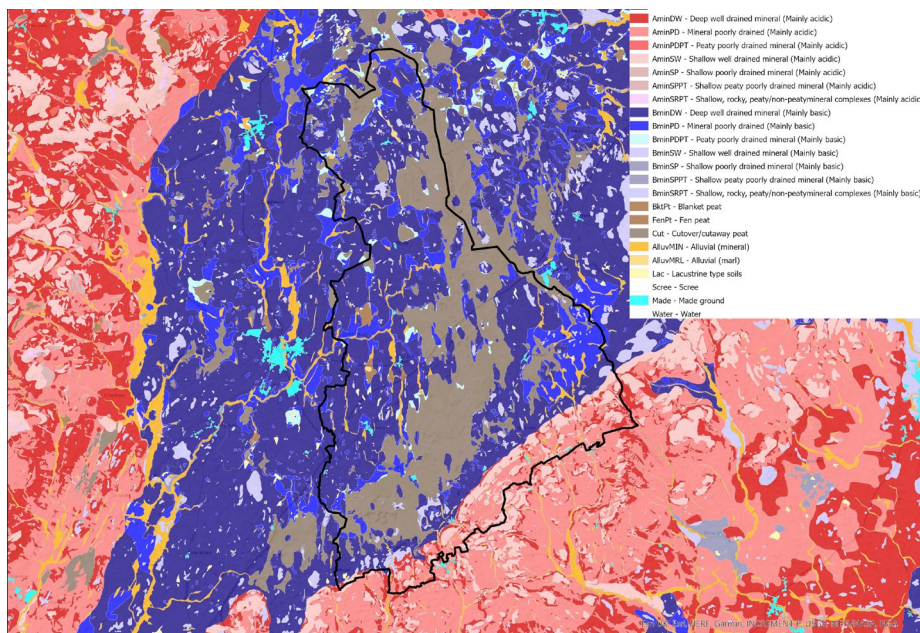 AminDW - Deep well drained mineral (Mainly acidic)
AminPD - Mineral poorly drained (Mainly acidic)
AminPDPT - Peaty poorly drained mineral (Mainly acidic)
AminSW - Shallow well drained mineral (Mainly acidic)
AminSP - Shallow poorly drained mineral (Mainly acidic)
AminSPPT - Shallow peaty poorly drained mineral (Mainly acidic)
AminSRPT - Shallow, rocky, peaty/non-peatymineral complexes (Mainly acidic)
BminDW - Deep well drained mineral (Mainly basic)
BminPD - Mineral poorly drained (Mainly basic)
BminPDPT - Peaty poorly drained mineral (Mainly basic)
BminSW - Shallow well drained mineral (Mainly basic)
BminSP - Shallow poorly drained mineral (Mainly basic)
BminSPPT - Shallow peaty poorly drained mineral (Mainly basic)
BminSRPT - Shallow, rocky, peaty/non-peatymineral complexes (Mainly basic)
BktPt - Blanket peat
FenPt - Fen peat
Cut - Cutover/cutaway peat
AlluvMIN - Alluvial (mineral)
AlluvMRL - Alluvial (marl)
Lac - Lacustrine type soils
Scree - Scree
Made - Made ground
Water - Water
HERE, Garmin, INCREMENT P,